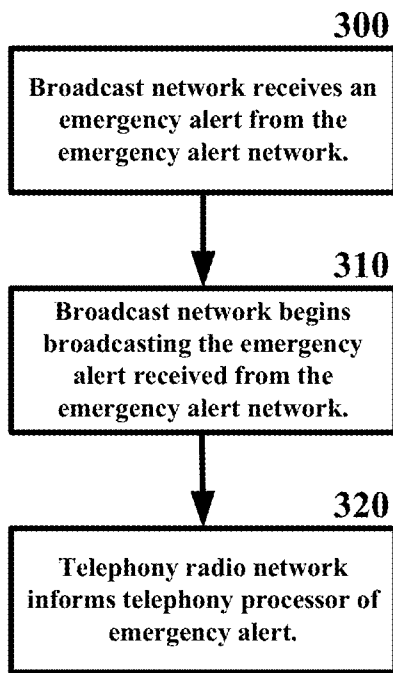 300
Broadcast network receives an
emergency alert from the
emergency alert network.
310
Broadcast network begins
broadcasting the emergency
alert received from the
emergency alert network.
320
Telephony radio network
informs telephony processor of
emergency alert.